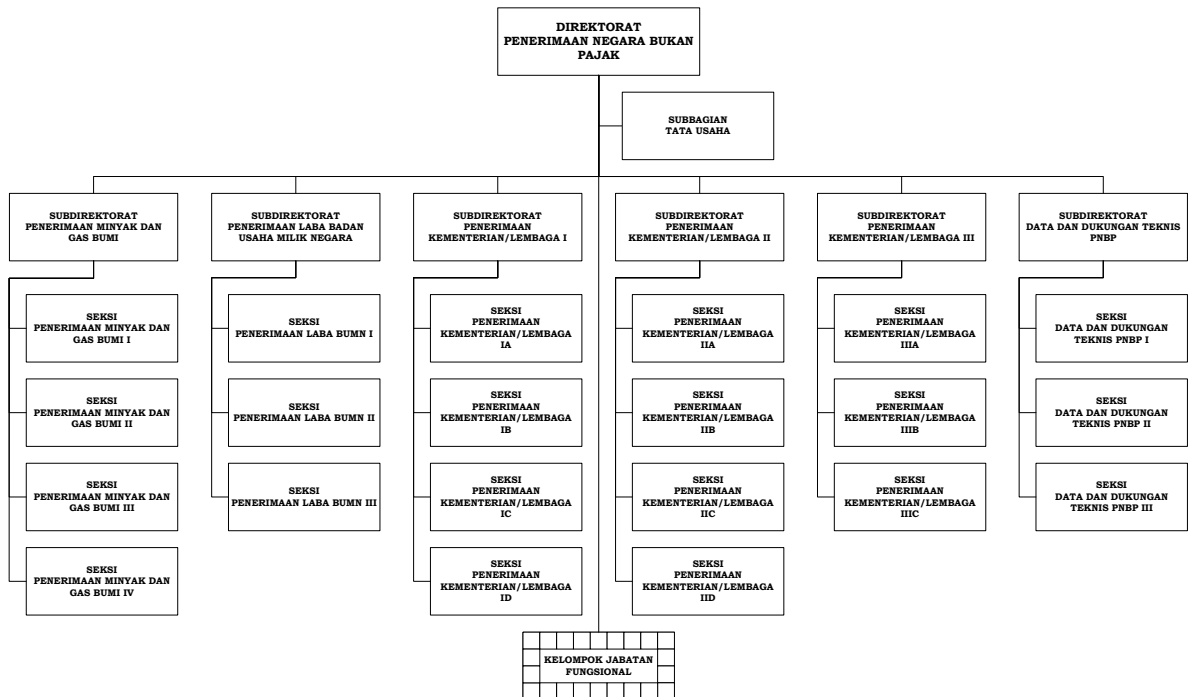 DIREKTORAT
PENERIMAAN NEGARA BUKAN
PAJAK
SUBBAGIAN
TATA USAHA
SUBDIREKTORAT
PENERIMAAN MINYAK DAN
GAS BUMI
SUBDIREKTORAT
PENERIMAAN LABA BADAN
USAHA MILIK NEGARA
SUBDIREKTORAT
PENERIMAAN
KEMENTERIAN/LEMBAGA I
SUBDIREKTORAT
PENERIMAAN
KEMENTERIAN/LEMBAGA II
SUBDIREKTORAT
PENERIMAAN
KEMENTERIAN/LEMBAGA III
SUBDIREKTORAT
DATA DAN DUKUNGAN TEKNIS
PNBP
SEKSI
PENERIMAAN MINYAK DAN
GAS BUMI I
SEKSI
PENERIMAAN LABA BUMN I
SEKSI
PENERIMAAN
KEMENTERIAN/LEMBAGA
IA
SEKSI
PENERIMAAN
KEMENTERIAN/LEMBAGA
IIA
SEKSI
PENERIMAAN
KEMENTERIAN/LEMBAGA
IIIA
SEKSI
DATA DAN DUKUNGAN
TEKNIS PNBP I
SEKSI
PENERIMAAN MINYAK DAN
GAS BUMI II
SEKSI
PENERIMAAN LABA BUMN II
SEKSI
PENERIMAAN
KEMENTERIAN/LEMBAGA
IB
SEKSI
PENERIMAAN
KEMENTERIAN/LEMBAGA
IIB
SEKSI
PENERIMAAN
KEMENTERIAN/LEMBAGA
IIIB
SEKSI
DATA DAN DUKUNGAN
TEKNIS PNBP II
SEKSI
PENERIMAAN MINYAK DAN
GAS BUMI III
SEKSI
PENERIMAAN LABA BUMN III
SEKSI
PENERIMAAN
KEMENTERIAN/LEMBAGA
IC
SEKSI
PENERIMAAN
KEMENTERIAN/LEMBAGA
IIC
SEKSI
PENERIMAAN
KEMENTERIAN/LEMBAGA
IIIC
SEKSI
DATA DAN DUKUNGAN
TEKNIS PNBP III
SEKSI
PENERIMAAN MINYAK DAN
GAS BUMI IV
SEKSI
PENERIMAAN
KEMENTERIAN/LEMBAGA
ID
SEKSI
PENERIMAAN
KEMENTERIAN/LEMBAGA
IID
KELOMPOK JABATAN
FUNGSIONAL